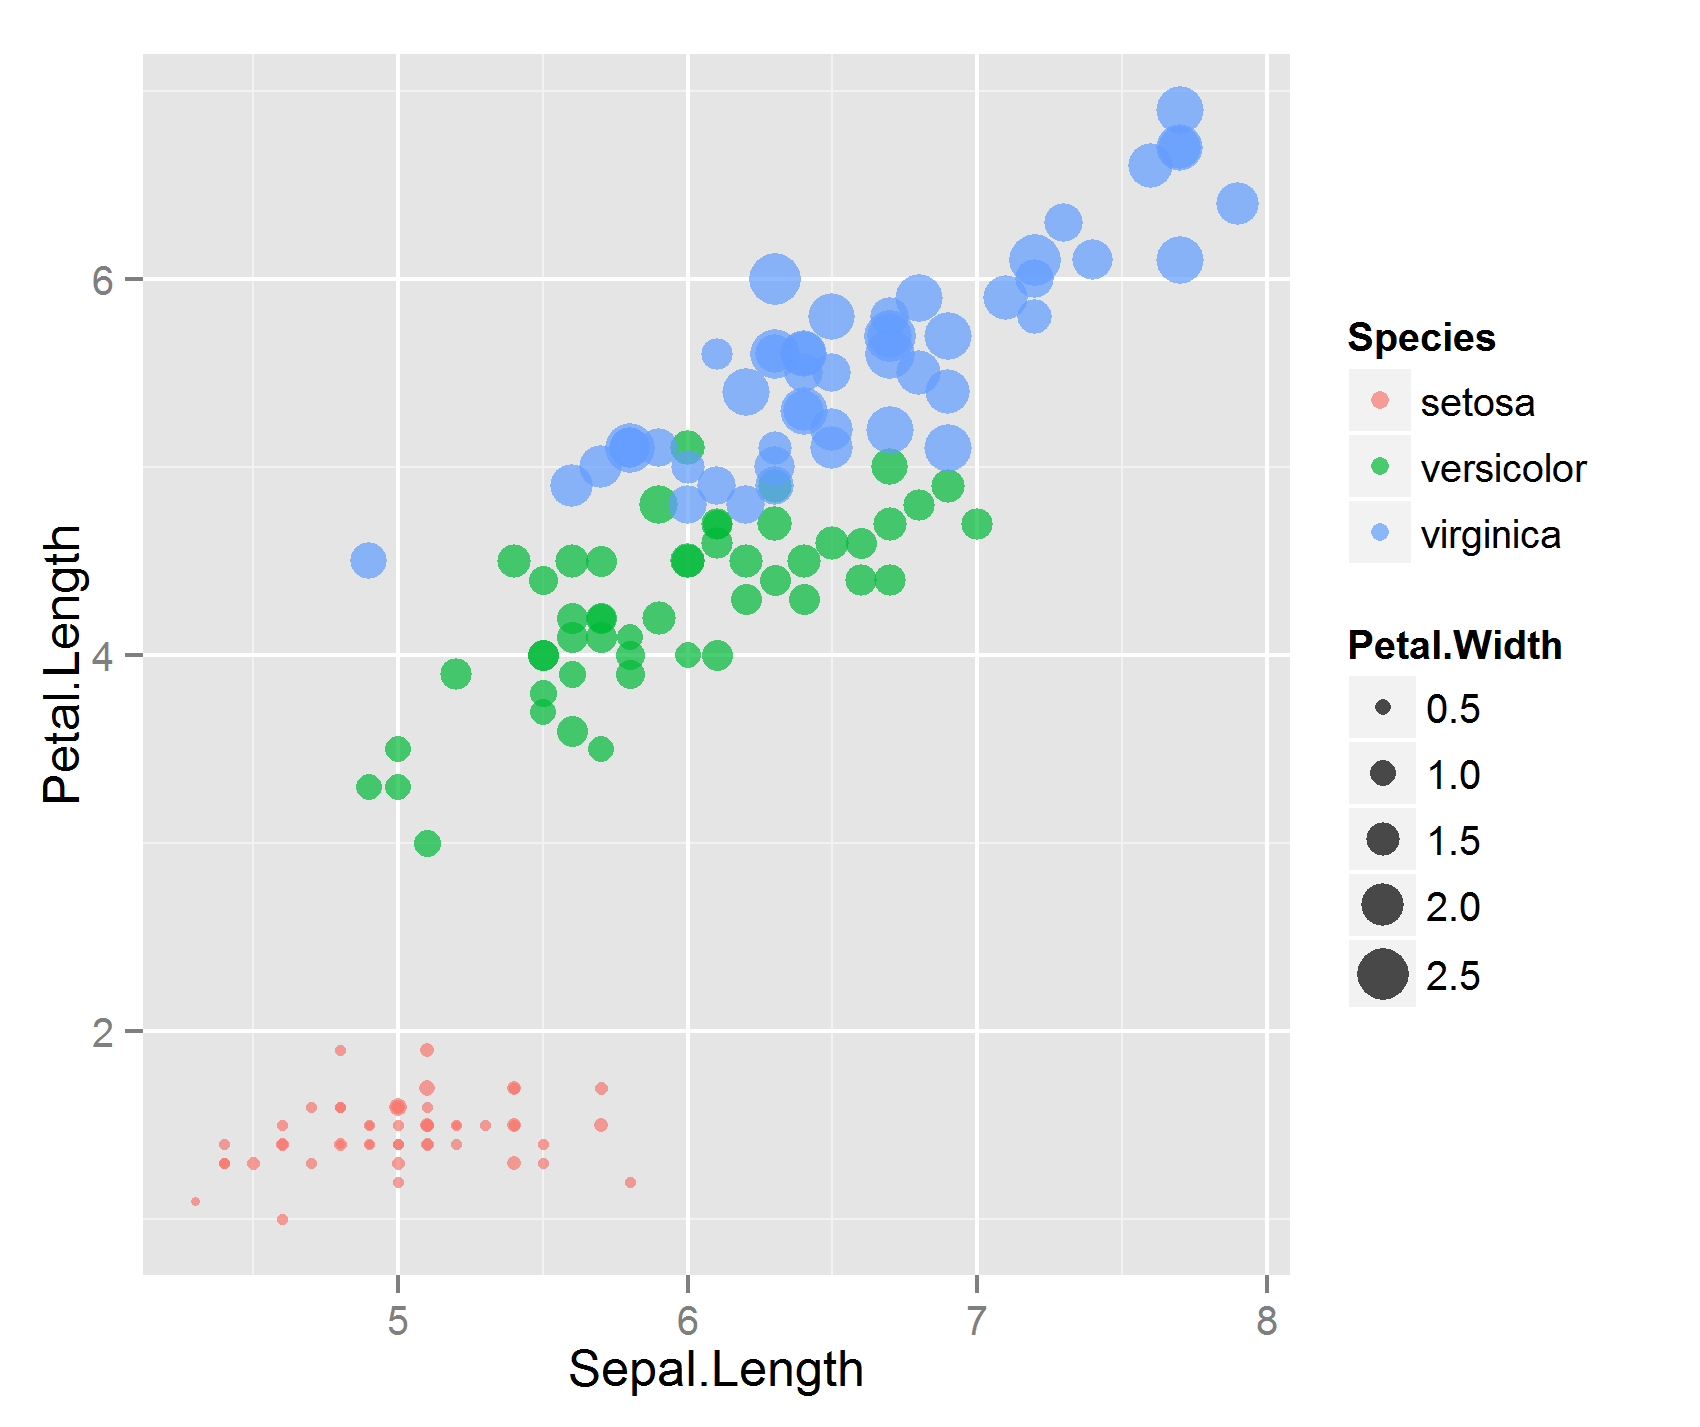 Petal.Length
6
4
2
5 6 7 8
Sepal.Length
Species
setosa
versicolor
virginica
Petal.Width
0.5
1.0
1.5
2.0
2.5